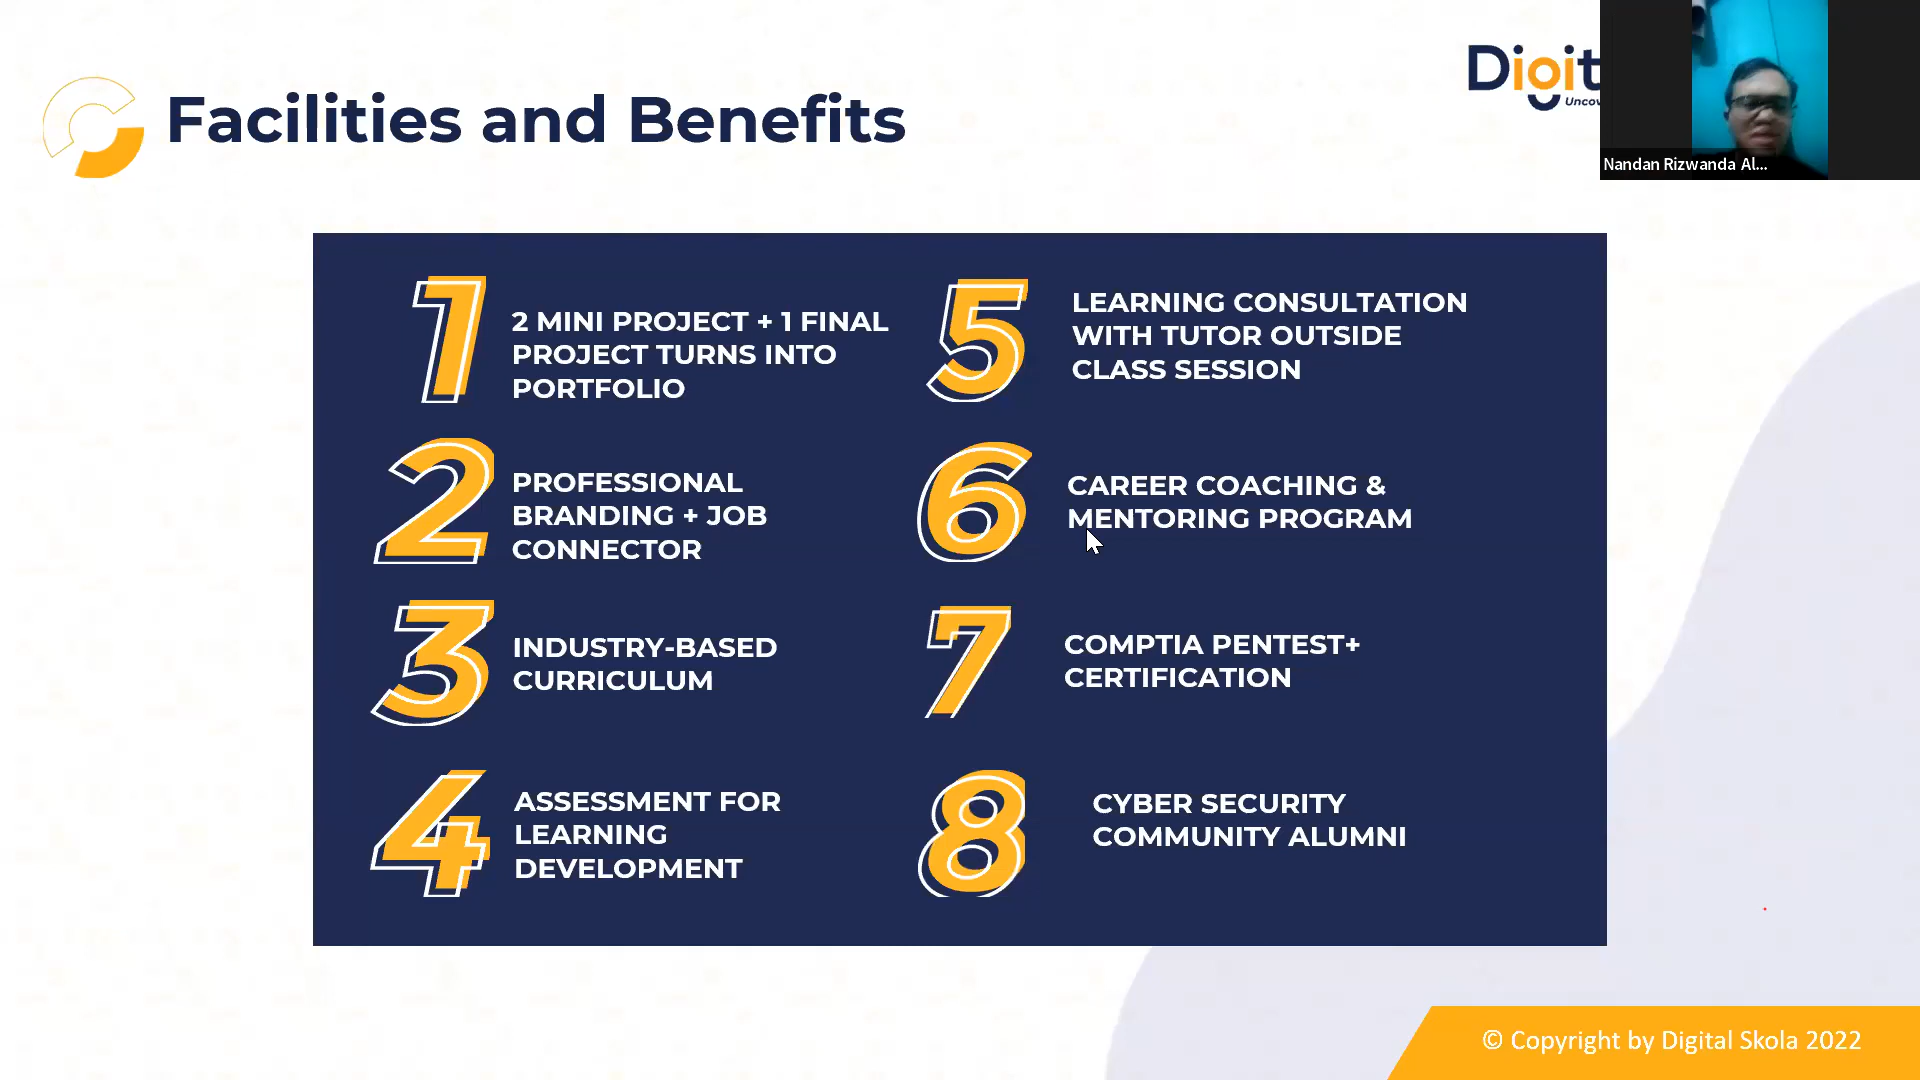 Facilities and Benefits
Digit
Nandan Rizwanda Al...
1
2 MINI PROJECT + 1 FINAL
PROJECT TURNS INTO
PORTFOLIO
2
PROFESSIONAL
BRANDING + JOB
CONNECTOR
3
INDUSTRY-BASED
CURRICULUM
4
ASSESSMENT FOR
LEARNING
DEVELOPMENT
5
LEARNING CONSULTATION
WITH TUTOR OUTSIDE
CLASS SESSION
6
CAREER COACHING &
MENTORING PROGRAM
7
COMPTIA PENTEST+
CERTIFICATION
8
CYBER SECURITY
COMMUNITY ALUMNI
© Copyright by Digital Skola 2022